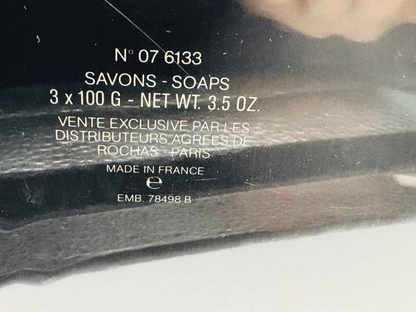 N° 07 6133
SAVONS - SOAPS
3 x 100 G - NET WT. 3.5 OZ.
VENTE EXCLUSIVE PAR LES
DISTRIBUTEURS AGREES DE
ROCHAS - PARIS
MADE IN FRANCE
℮
EMB. 78498 B